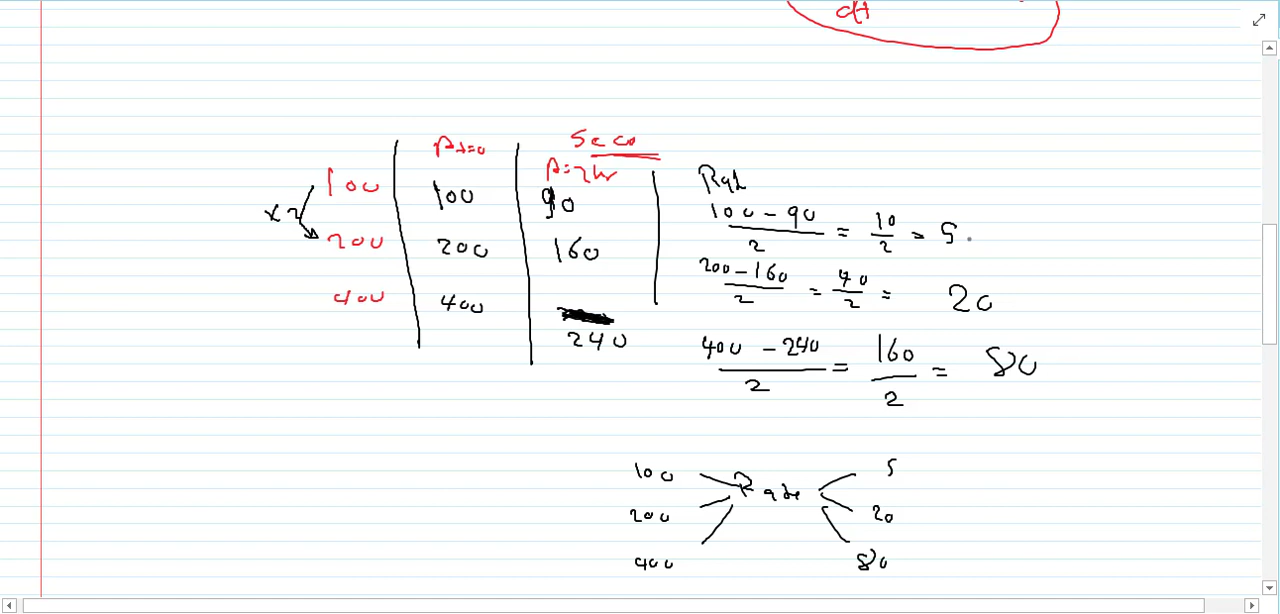 dt
Seco
At=0
A=2hr
100 100 90
x2
200 200 160
400 400
240
Rat
100 - 90 / 2 = 10/2 = 5
200 - 160 / 2 = 40/2 = 20
400 - 240 / 2 = 160/2 = 80
100 5
Rate
200 20
400 80